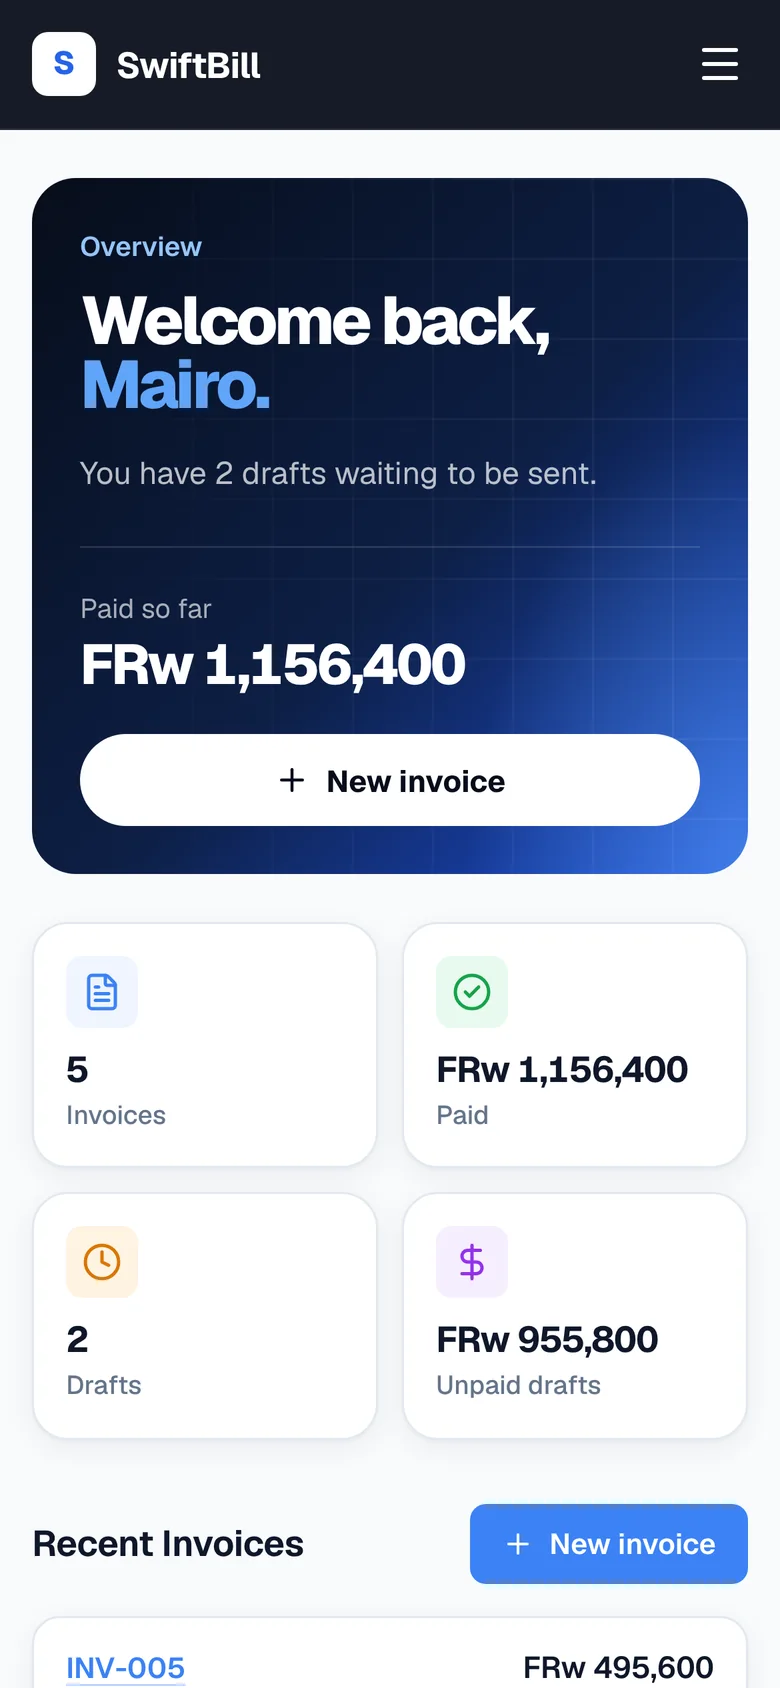 S SwiftBill
Overview
Welcome back,
Mairo.
You have 2 drafts waiting to be sent.
Paid so far
FRw 1,156,400
+ New invoice
5
Invoices
FRw 1,156,400
Paid
2
Drafts
FRw 955,800
Unpaid drafts
Recent Invoices
+ New invoice
INV-005
FRw 495,600